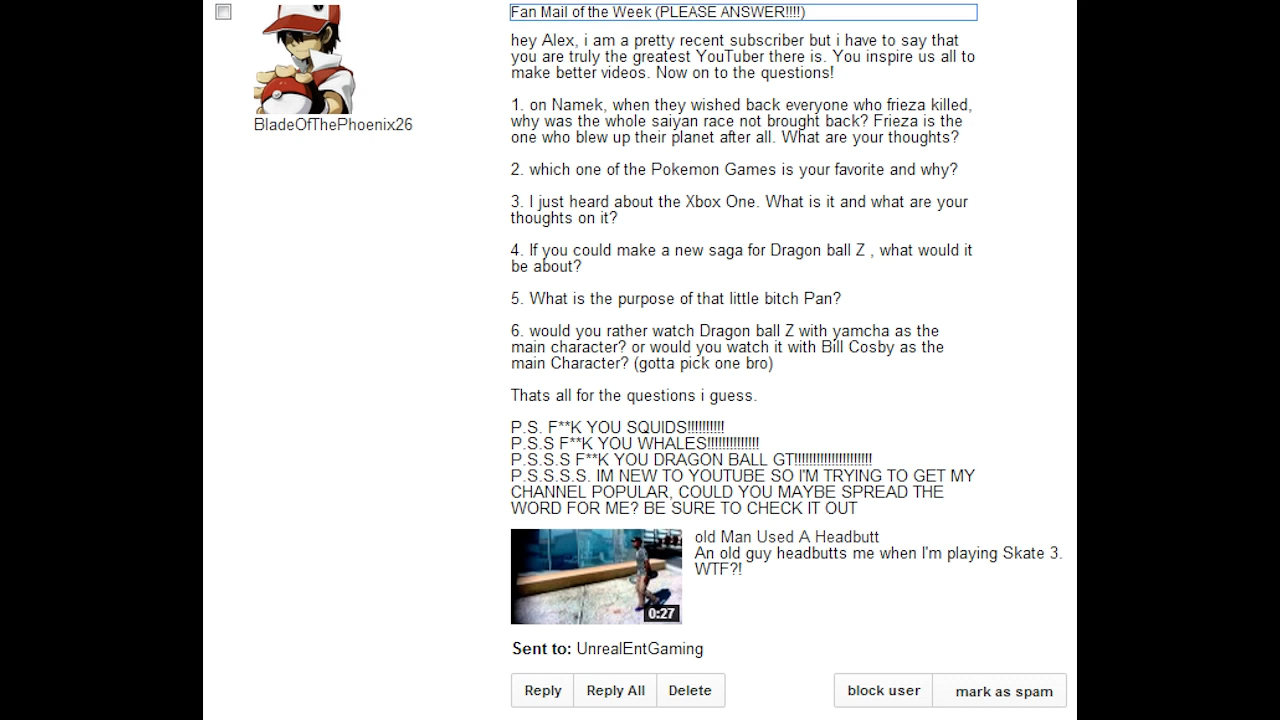 Fan Mail of the Week (PLEASE ANSWER!!!!)
BladeOfThePhoenix26
hey Alex, i am a pretty recent subscriber but i have to say that
you are truly the greatest YouTuber there is. You inspire us all to
make better videos. Now on to the questions!
1. on Namek, when they wished back everyone who frieza killed,
why was the whole saiyan race not brought back? Frieza is the
one who blew up their planet after all. What are your thoughts?
2. which one of the Pokemon Games is your favorite and why?
3. I just heard about the Xbox One. What is it and what are your
thoughts on it?
4. If you could make a new saga for Dragon ball Z , what would it
be about?
5. What is the purpose of that little bitch Pan?
6. would you rather watch Dragon ball Z with yamcha as the
main character? or would you watch it with Bill Cosby as the
main Character? (gotta pick one bro)
Thats all for the questions i guess.
P.S. F**K YOU SQUIDS!!!!!!!!!!
P.S.S F**K YOU WHALES!!!!!!!!!!!!!!
P.S.S.S F**K YOU DRAGON BALL GT!!!!!!!!!!!!!!!!!!!!!
P.S.S.S.S. IM NEW TO YOUTUBE SO I'M TRYING TO GET MY
CHANNEL POPULAR, COULD YOU MAYBE SPREAD THE
WORD FOR ME? BE SURE TO CHECK IT OUT
old Man Used A Headbutt
An old guy headbutts me when I'm playing Skate 3.
WTF?!
0:27
Sent to: UnrealEntGaming
Reply Reply All Delete block user mark as spam